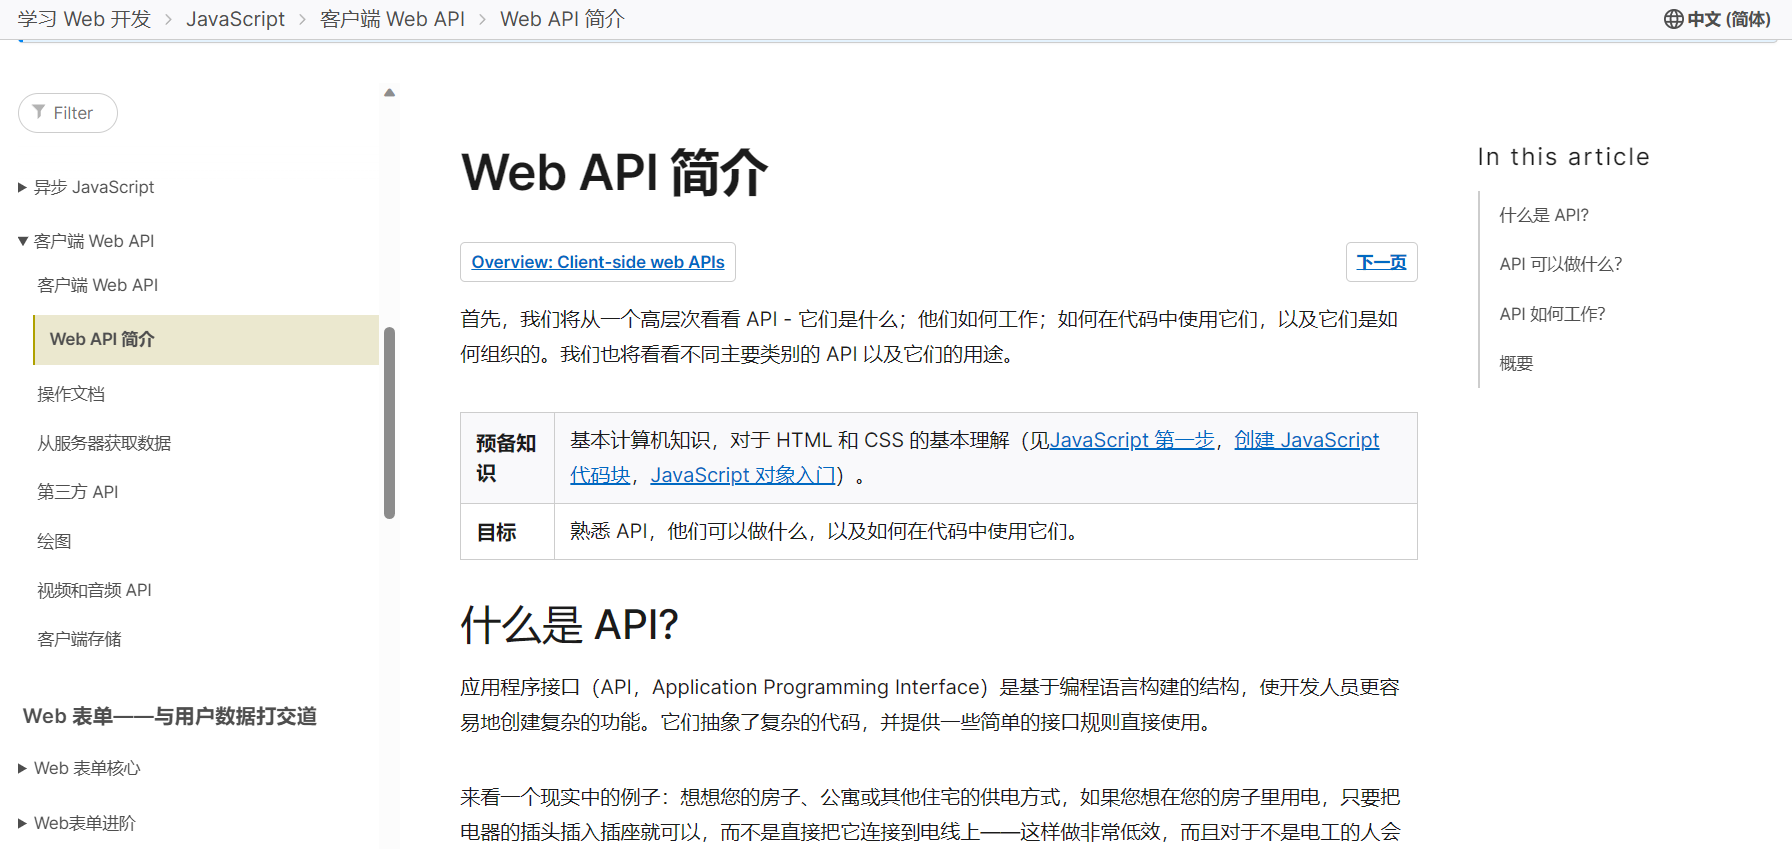 学习 Web 开发 > JavaScript > 客户端 Web API > Web API 简介
中文 (简体)
Filter
异步 JavaScript
客户端 Web API
客户端 Web API
Web API 简介
操作文档
从服务器获取数据
第三方 API
绘图
视频和音频 API
客户端存储
Web 表单——与用户数据打交道
Web 表单核心
Web表单进阶
Web API 简介
Overview: Client-side web APIs
下一页
首先，我们将从一个高层次看看 API - 它们是什么；他们如何工作；如何在代码中使用它们，以及它们是如
何组织的。我们也将看看不同主要类别的 API 以及它们的用途。
预备知
识
基本计算机知识，对于 HTML 和 CSS 的基本理解（见JavaScript 第一步，创建 JavaScript
代码块，JavaScript 对象入门）。
目标
熟悉 API，他们可以做什么，以及如何在代码中使用它们。
什么是 API?
应用程序接口（API，Application Programming Interface）是基于编程语言构建的结构，使开发人员更容
易地创建复杂的功能。它们抽象了复杂的代码，并提供一些简单的接口规则直接使用。
来看一个现实中的例子：想想您的房子、公寓或其他住宅的供电方式，如果您想在您的房子里用电，只要把
电器的插头插入插座就可以，而不是直接把它连接到电线上——这样做非常低效，而且对于不是电工的人会
In this article
什么是 API?
API 可以做什么?
API 如何工作?
概要